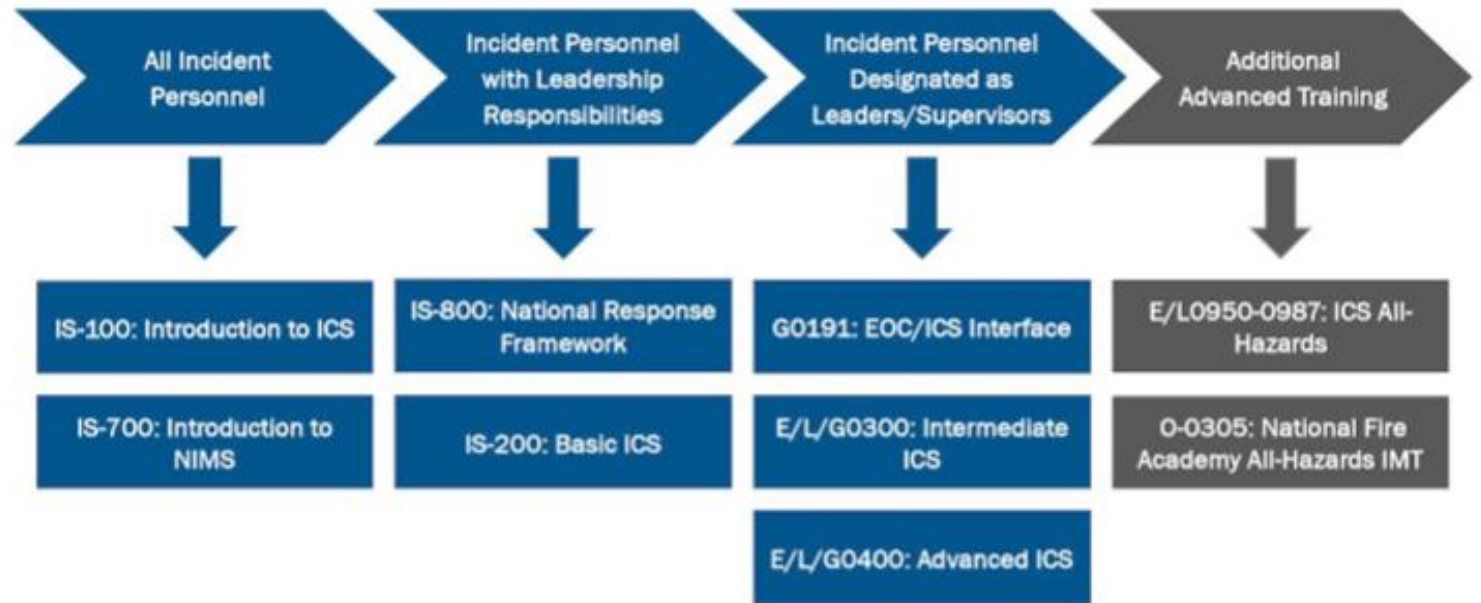 All Incident
Personnel
Incident Personnel
with Leadership
Responsibilities
Incident Personnel
Designated as
Leaders/Supervisors
Additional
Advanced Training
IS-100: Introduction to ICS
IS-700: Introduction to
NIMS
IS-800: National Response
Framework
IS-200: Basic ICS
G0191: EOC/ICS Interface
E/L/G0300: Intermediate
ICS
E/L/G0400: Advanced ICS
E/L0950-0987: ICS All-
Hazards
O-0305: National Fire
Academy All-Hazards IMT